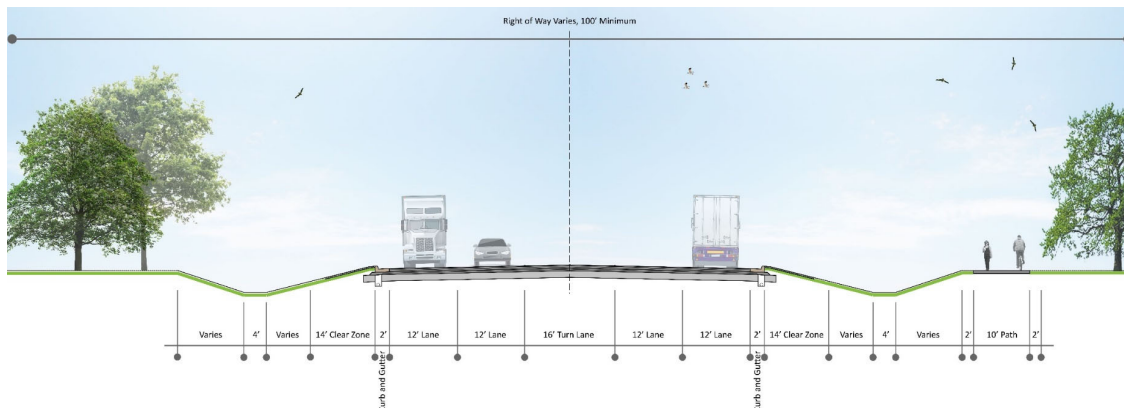 Right of Way Varies, 100' Minimum
Varies
4'
Varies
14' Clear Zone
2'
12' Lane
12' Lane
16' Turn Lane
12' Lane
12' Lane
2'
14' Clear Zone
Varies
4'
Varies
2'
10' Path
2'
and Gutter
and Gutter